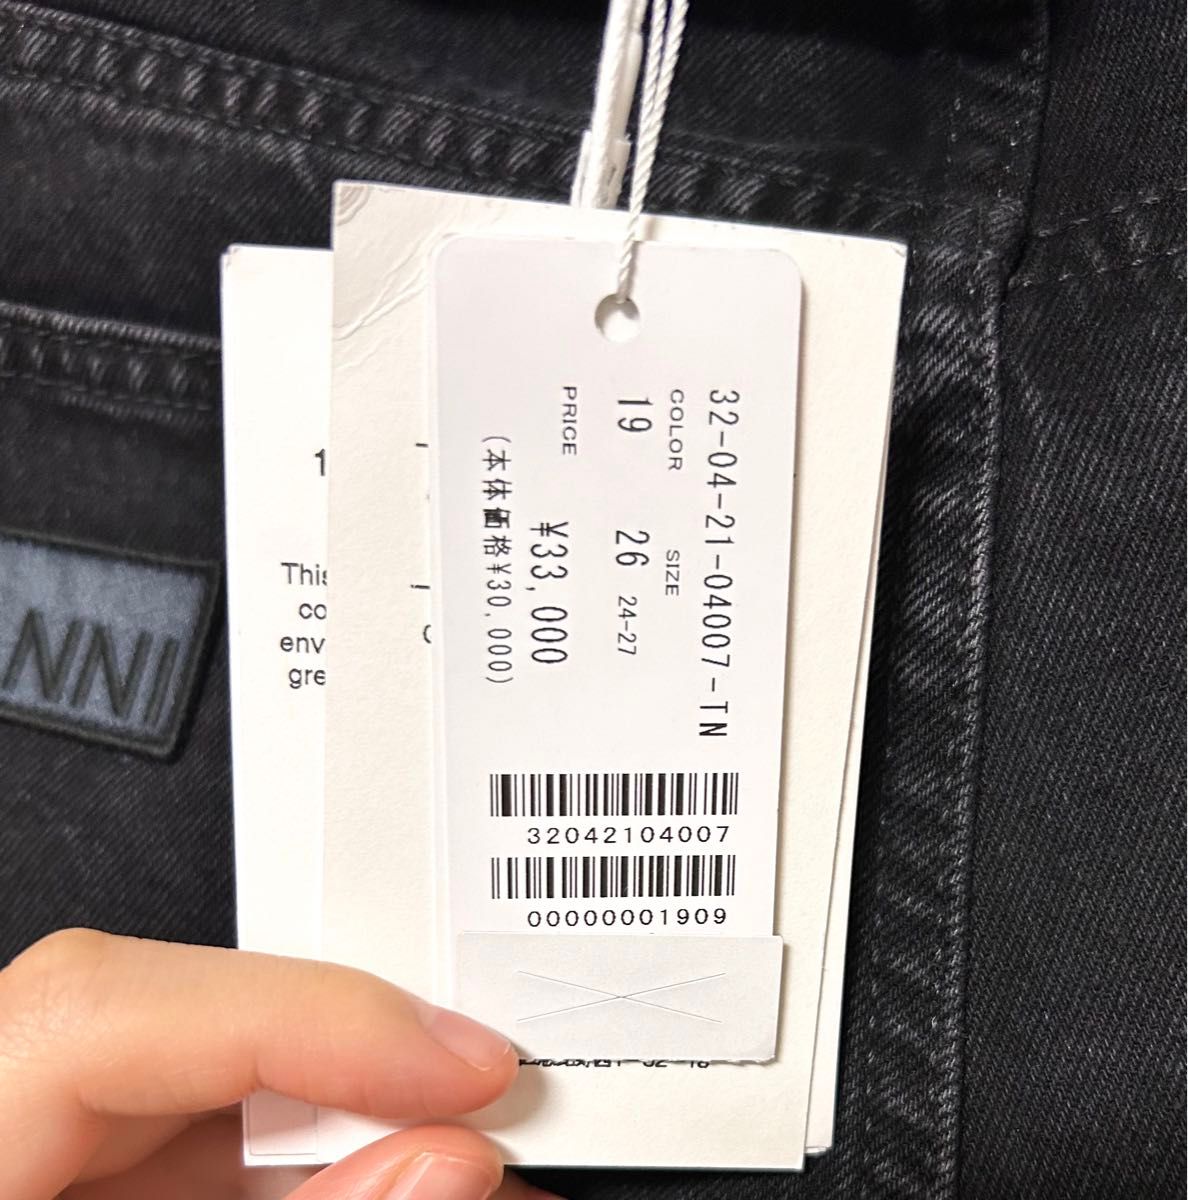 32-04-21-04007-TN
COLOR SIZE
19 26 24-27
PRICE
¥33,000
(本体価格¥30,000)
32042104007
00000001909
1
This
co
env
gre
NNI